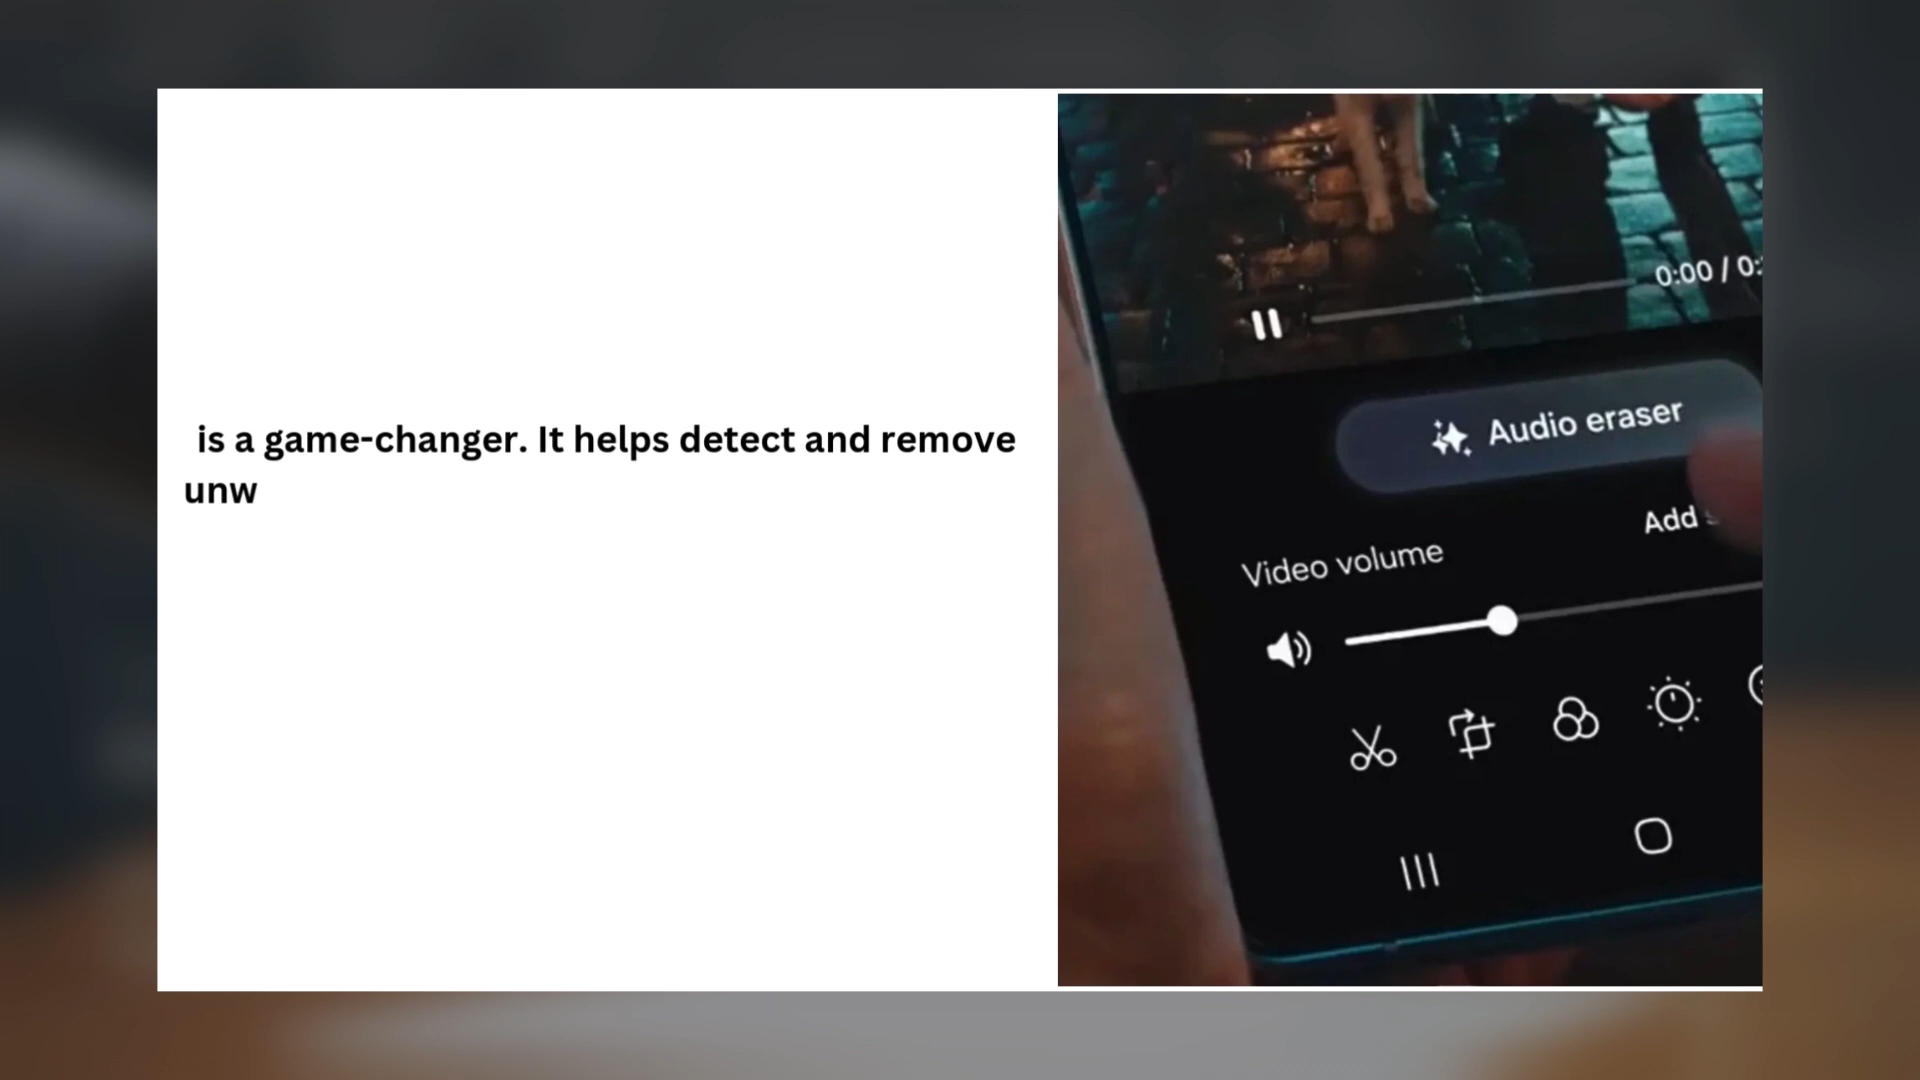 is a game-changer. It helps detect and remove
unw
0:00 / 0:
Audio eraser
Add
Video volume